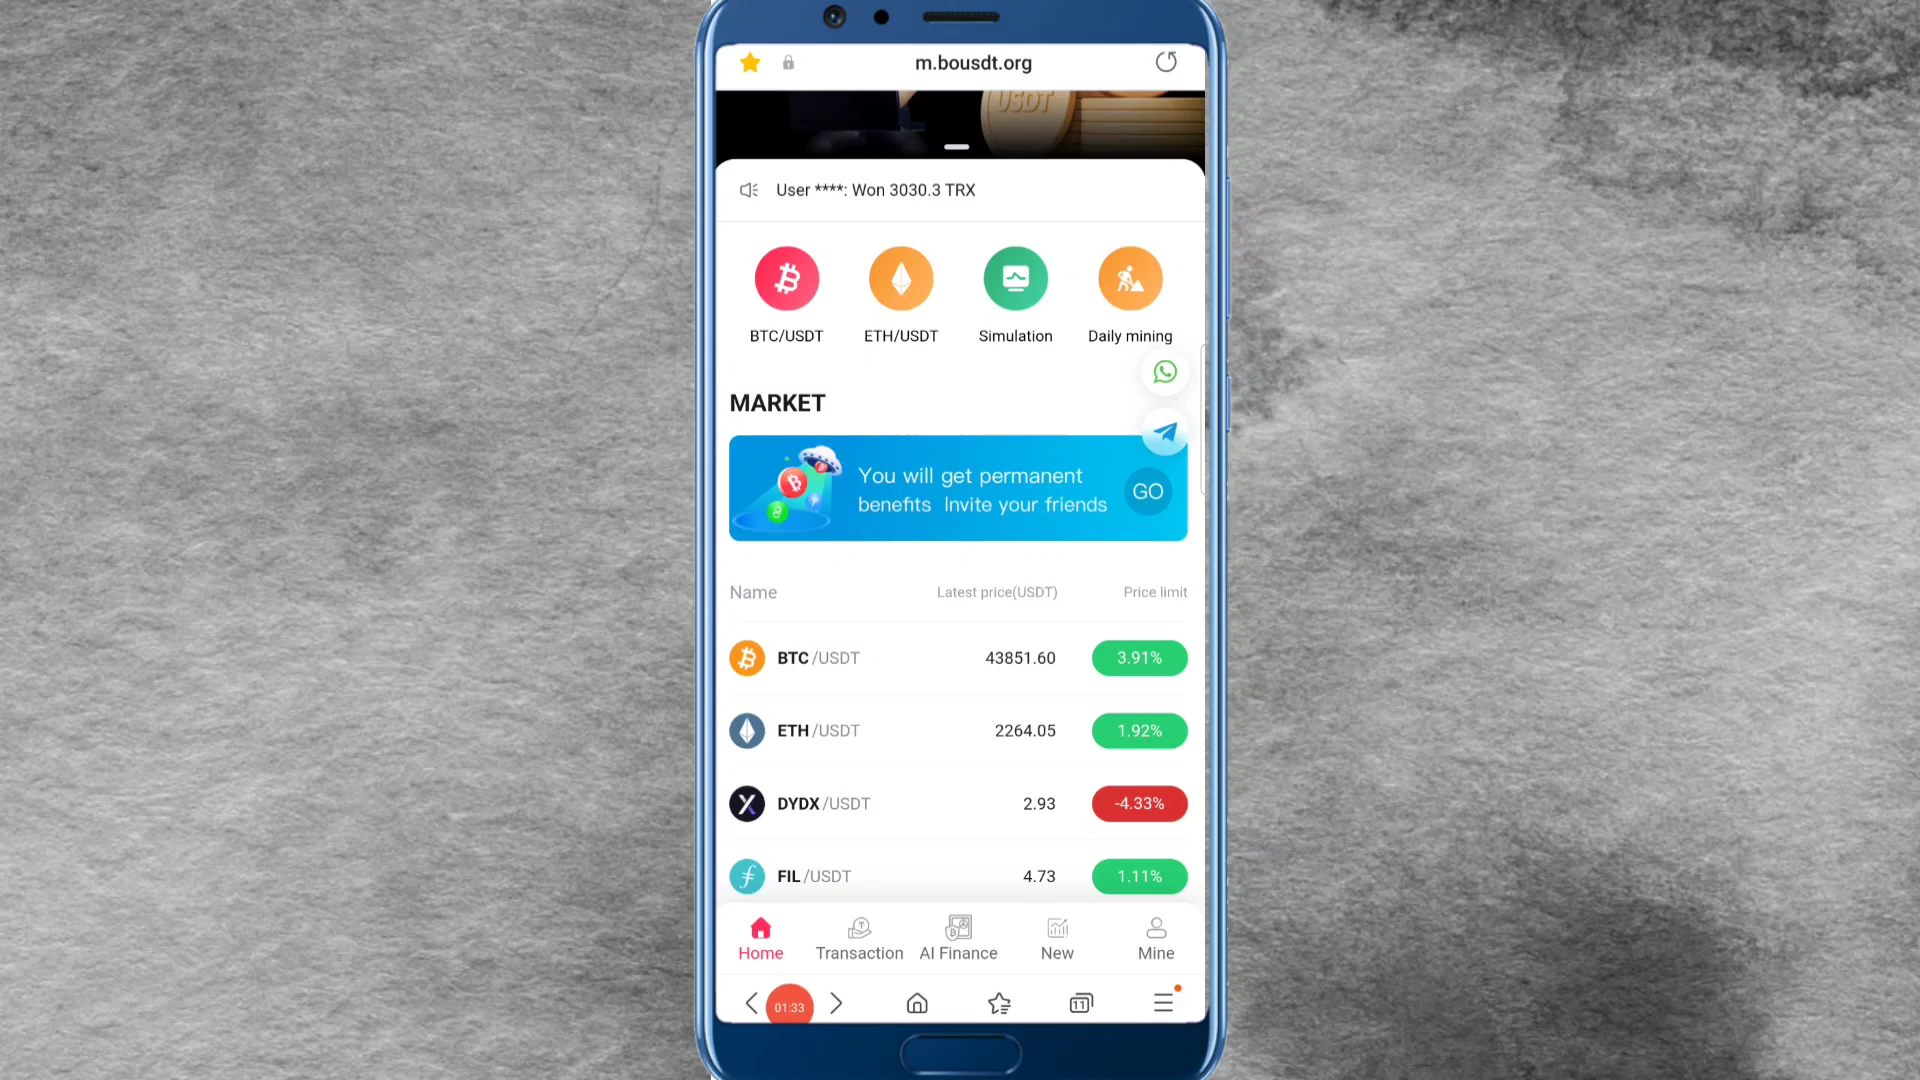 m.bousdt.org
USDT
User ****: Won 3030.3 TRX
BTC/USDT
ETH/USDT
Simulation
Daily mining
MARKET
You will get permanent
benefits Invite your friends
GO
Name
Latest price(USDT)
Price limit
BTC/USDT
43851.60
3.91%
ETH/USDT
2264.05
1.92%
DYDX/USDT
2.93
-4.33%
FIL/USDT
4.73
1.11%
Home
Transaction
AI Finance
New
Mine
01:33
11